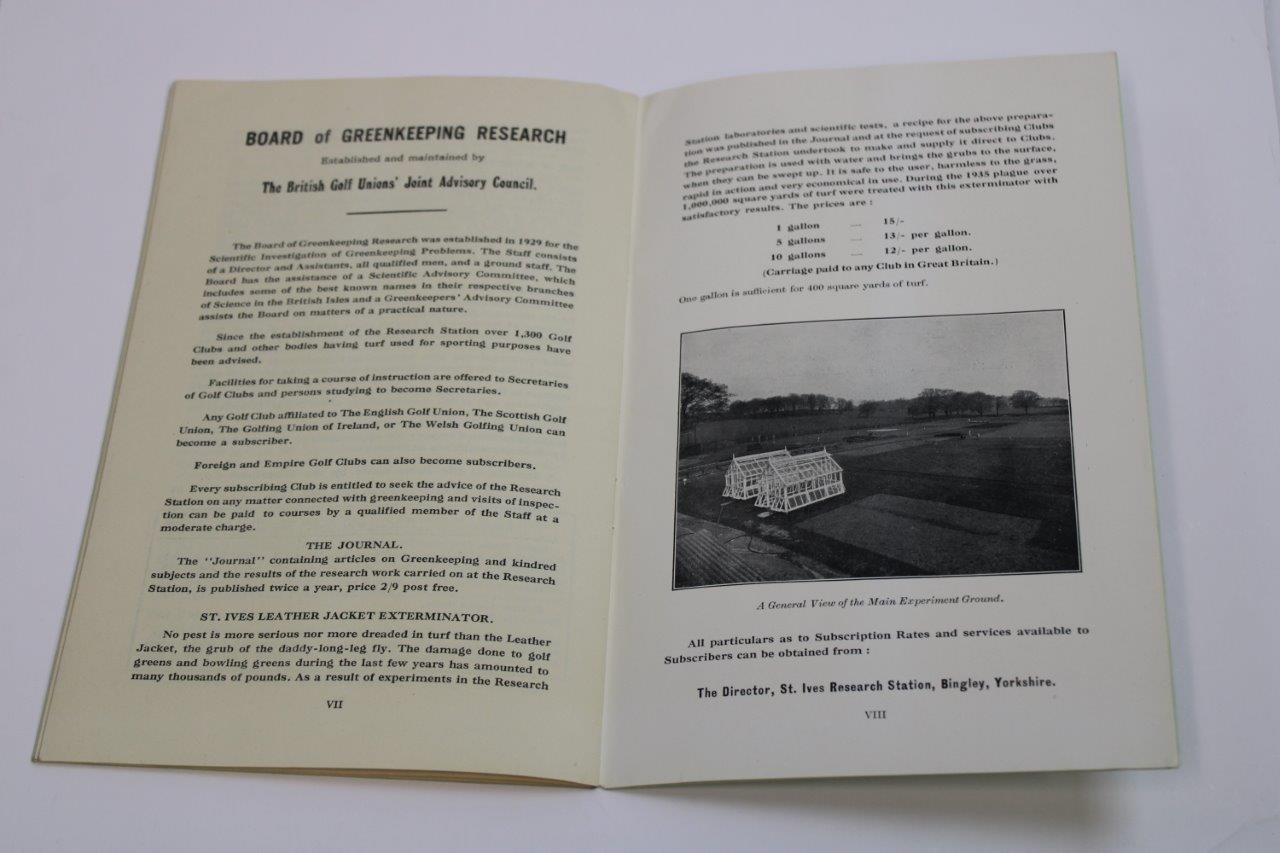 BOARD of GREENKEEPING RESEARCH
Established and maintained by
The British Golf Unions' Joint Advisory Council.
The Board of Greenkeeping Research was established in 1929 for the
Scientific Investigation of Greenkeeping Problems. The Staff consists
of a Director and Assistants, all qualified men, and a ground staff. The
Board has the assistance of a Scientific Advisory Committee, which
includes some of the best known names in their respective branches
of Science in the British Isles and a Greenkeepers' Advisory Committee
assists the Board on matters of a practical nature.
Since the establishment of the Research Station over 1,300 Golf
Clubs and other bodies having turf used for sporting purposes have
been advised.
Facilities for taking a course of instruction are offered to Secretaries
of Golf Clubs and persons studying to become Secretaries.
Any Golf Club affiliated to The English Golf Union, The Scottish Golf
Union, The Golfing Union of Ireland, or The Welsh Golfing Union can
become a subscriber.
Foreign and Empire Golf Clubs can also become subscribers.
Every subscribing Club is entitled to seek the advice of the Research
Station on any matter connected with greenkeeping and visits of inspec-
tion can be paid to courses by a qualified member of the Staff at a
moderate charge.
THE JOURNAL.
The "Journal" containing articles on Greenkeeping and kindred
subjects and the results of the research work carried on at the Research
Station, is published twice a year, price 2/9 post free.
ST. IVES LEATHER JACKET EXTERMINATOR.
No pest is more serious nor more dreaded in turf than the Leather
Jacket, the grub of the daddy-long-leg fly. The damage done to golf
greens and bowling greens during the last few years has amounted to
many thousands of pounds. As a result of experiments in the Research
VII
Station laboratories and scientific tests, a recipe for the above prepara-
tion was published in the Journal and at the request of subscribing Clubs
the Research Station undertook to make and supply it direct to Clubs.
The preparation is used with water and brings the grubs to the surface,
when they can be swept up. It is safe to the user, harmless to the grass,
rapid in action and very economical in use. During the 1935 plague over
1,000,000 square yards of turf were treated with this exterminator with
satisfactory results. The prices are :
1 gallon — 15/-
5 gallons — 13/- per gallon.
10 gallons — 12/- per gallon.
(Carriage paid to any Club in Great Britain.)
One gallon is sufficient for 400 square yards of turf.
A General View of the Main Experiment Ground.
All particulars as to Subscription Rates and services available to
Subscribers can be obtained from :
The Director, St. Ives Research Station, Bingley, Yorkshire.
VIII